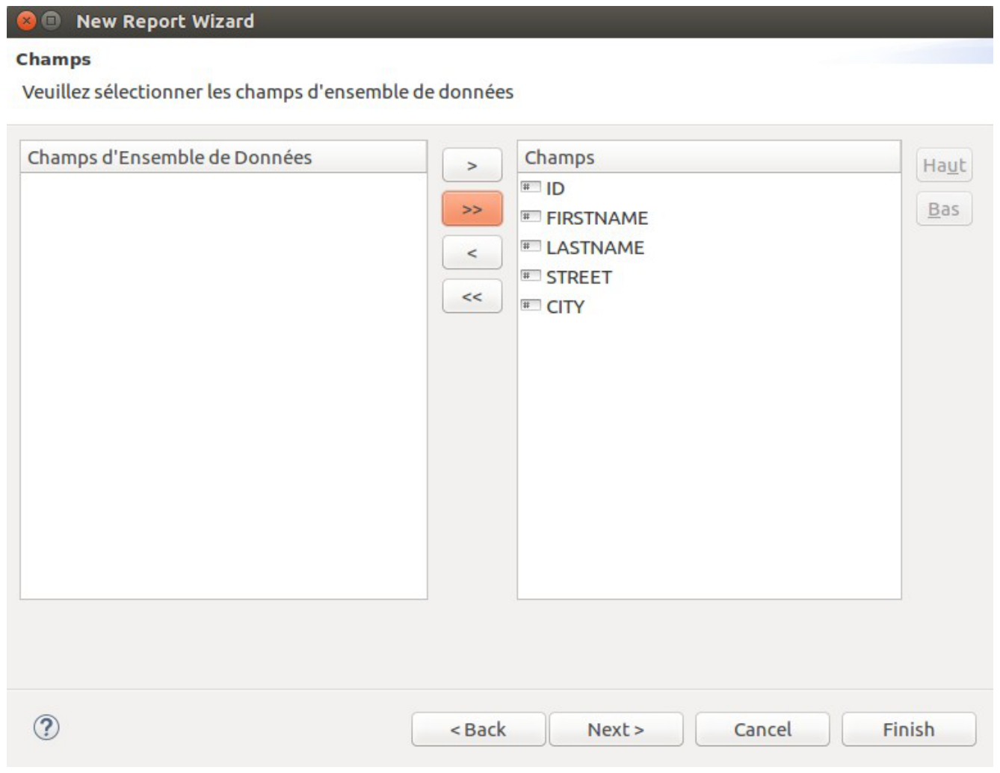 New Report Wizard
Champs
Veuillez sélectionner les champs d'ensemble de données
Champs d'Ensemble de Données
>
>>
<
<<
Champs
ID
FIRSTNAME
LASTNAME
STREET
CITY
Haut
Bas
?
< Back
Next >
Cancel
Finish